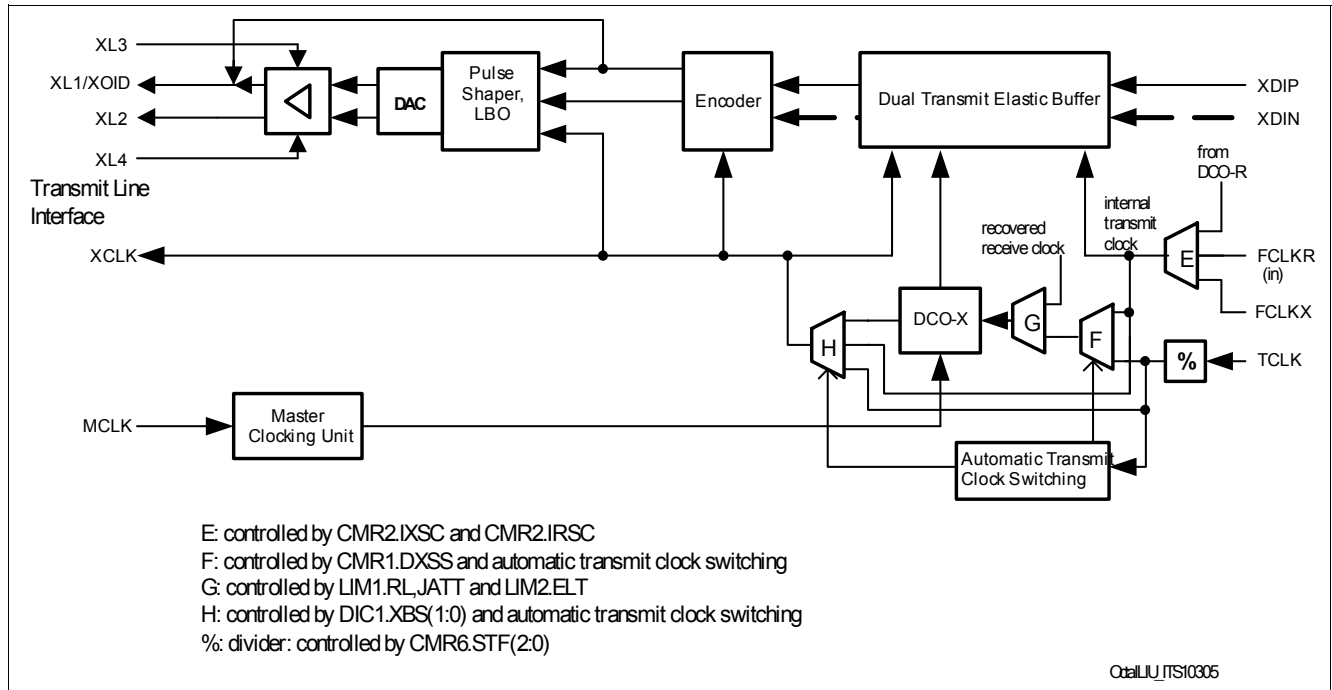 XL3
XL1/XOID
XL2
XL4
Transmit Line
Interface
DAC
Pulse
Shaper,
LBO
Encoder
Dual Transmit Elastic Buffer
XDIP
XDIN
from
DCO-R
internal
transmit
clock
recovered
receive clock
XCLK
E
FCLKR
(in)
FCLKX
DCO-X
G
F
H
%
TCLK
MCLK
Master
Clocking Unit
Automatic Transmit
Clock Switching
E: controlled by CMR2.IXSC and CMR2.IRSC
F: controlled by CMR1.DXSS and automatic transmit clock switching
G: controlled by LIM1.RL,JATT and LIM2.ELT
H: controlled by DIC1.XBS(1:0) and automatic transmit clock switching
%: divider: controlled by CMR6.STF(2:0)
OctalLIU_ITS10305